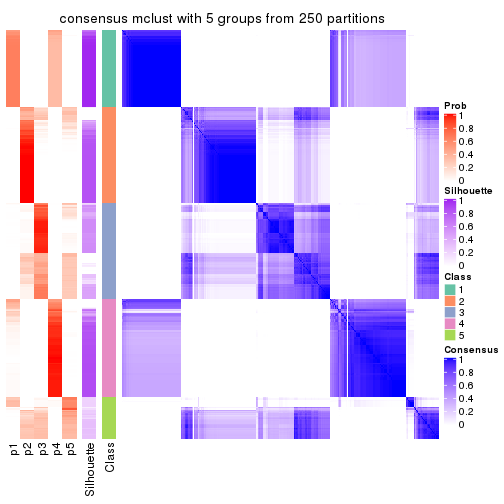 consensus mclust with 5 groups from 250 partitions
Prob
1
0.8
0.6
0.4
0.2
0
Silhouette
1
0.8
0.6
0.4
0.2
0
Class
1
2
3
4
5
Consensus
1
0.8
0.6
0.4
0.2
0
p1
p2
p3
p4
p5
Silhouette
Class